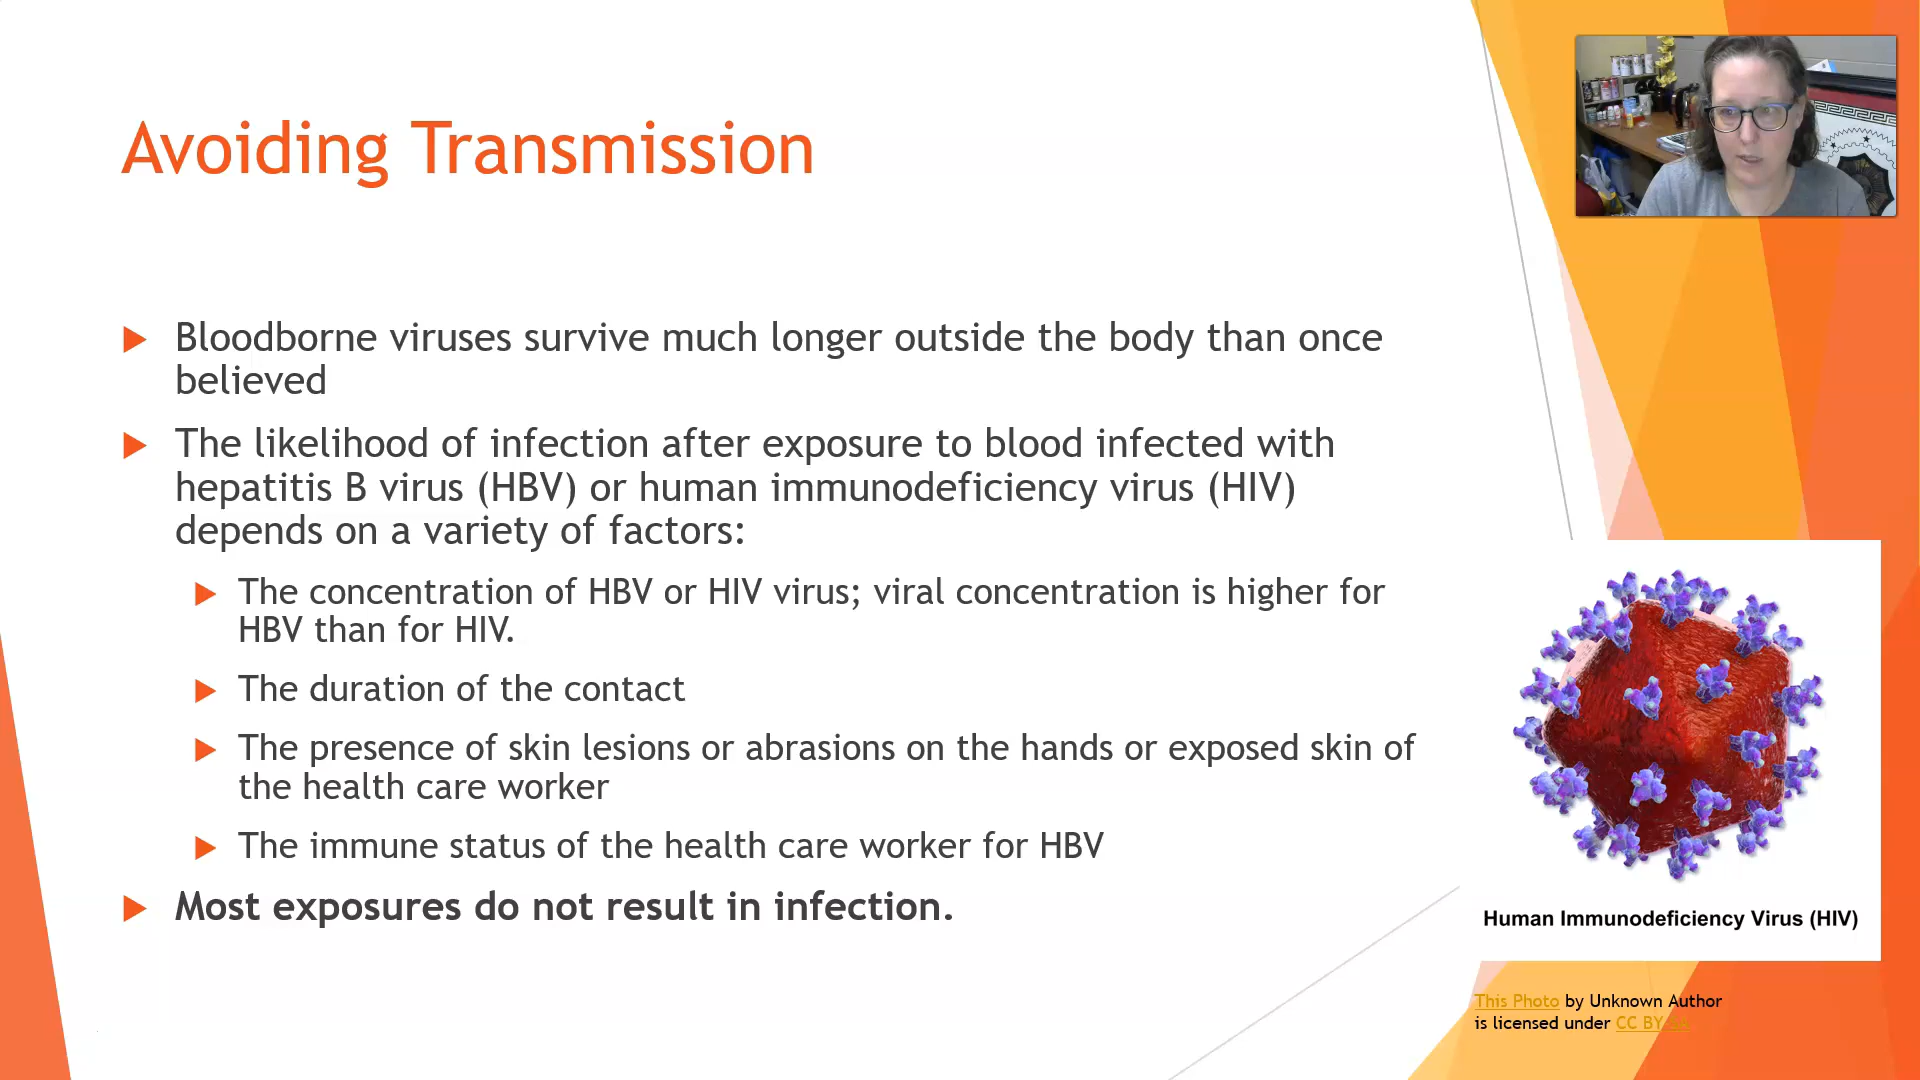 Avoiding Transmission
Bloodborne viruses survive much longer outside the body than once
believed
The likelihood of infection after exposure to blood infected with
hepatitis B virus (HBV) or human immunodeficiency virus (HIV)
depends on a variety of factors:
The concentration of HBV or HIV virus; viral concentration is higher for
HBV than for HIV.
The duration of the contact
The presence of skin lesions or abrasions on the hands or exposed skin of
the health care worker
The immune status of the health care worker for HBV
Most exposures do not result in infection.
Human Immunodeficiency Virus (HIV)
This Photo by Unknown Author
is licensed under CC BY-SA